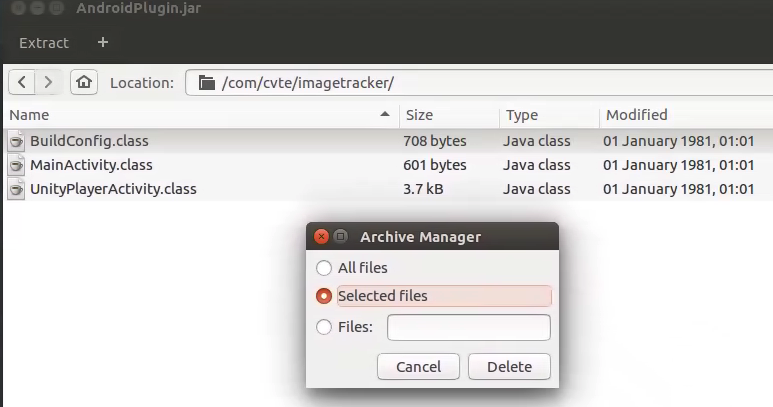 AndroidPlugin.jar
Extract +
Location: /com/cvte/imagetracker/
Name Size Type Modified
BuildConfig.class 708 bytes Java class 01 January 1981, 01:01
MainActivity.class 601 bytes Java class 01 January 1981, 01:01
UnityPlayerActivity.class 3.7 kB Java class 01 January 1981, 01:01
Archive Manager
All files
Selected files
Files:
Cancel Delete